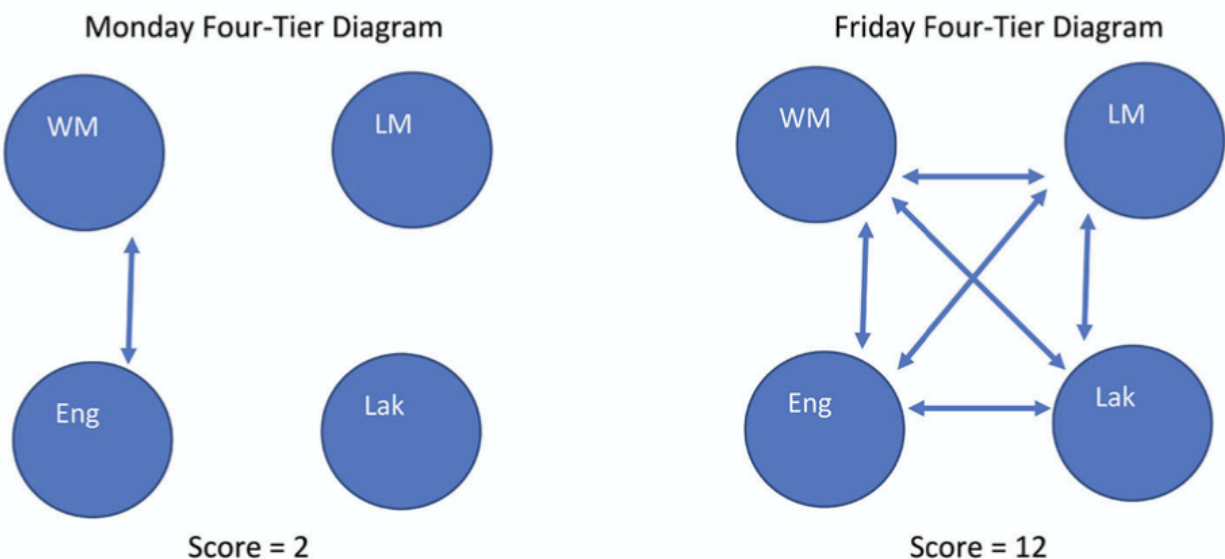 Monday Four-Tier Diagram
WM
LM
Eng
Lak
Score = 2
Friday Four-Tier Diagram
WM
LM
Eng
Lak
Score = 12